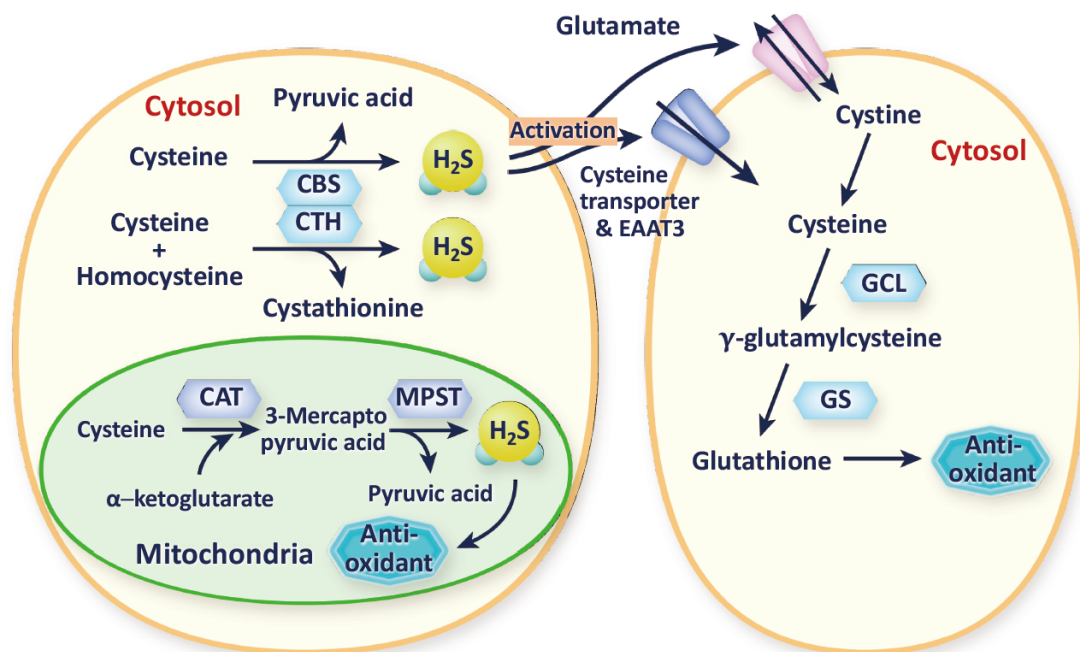 Glutamate
Cytosol
Pyruvic acid
Cysteine
H₂S
CBS
CTH
Cysteine
+
Homocysteine
H₂S
Cystathionine
Activation
Cysteine
transporter
& EAAT3
Cystine
Cytosol
Cysteine
GCL
γ-glutamylcysteine
GS
Glutathione
Anti-
oxidant
CAT
MPST
Cysteine
3-Mercapto
pyruvic acid
H₂S
α–ketoglutarate
Pyruvic acid
Mitochondria
Anti-
oxidant